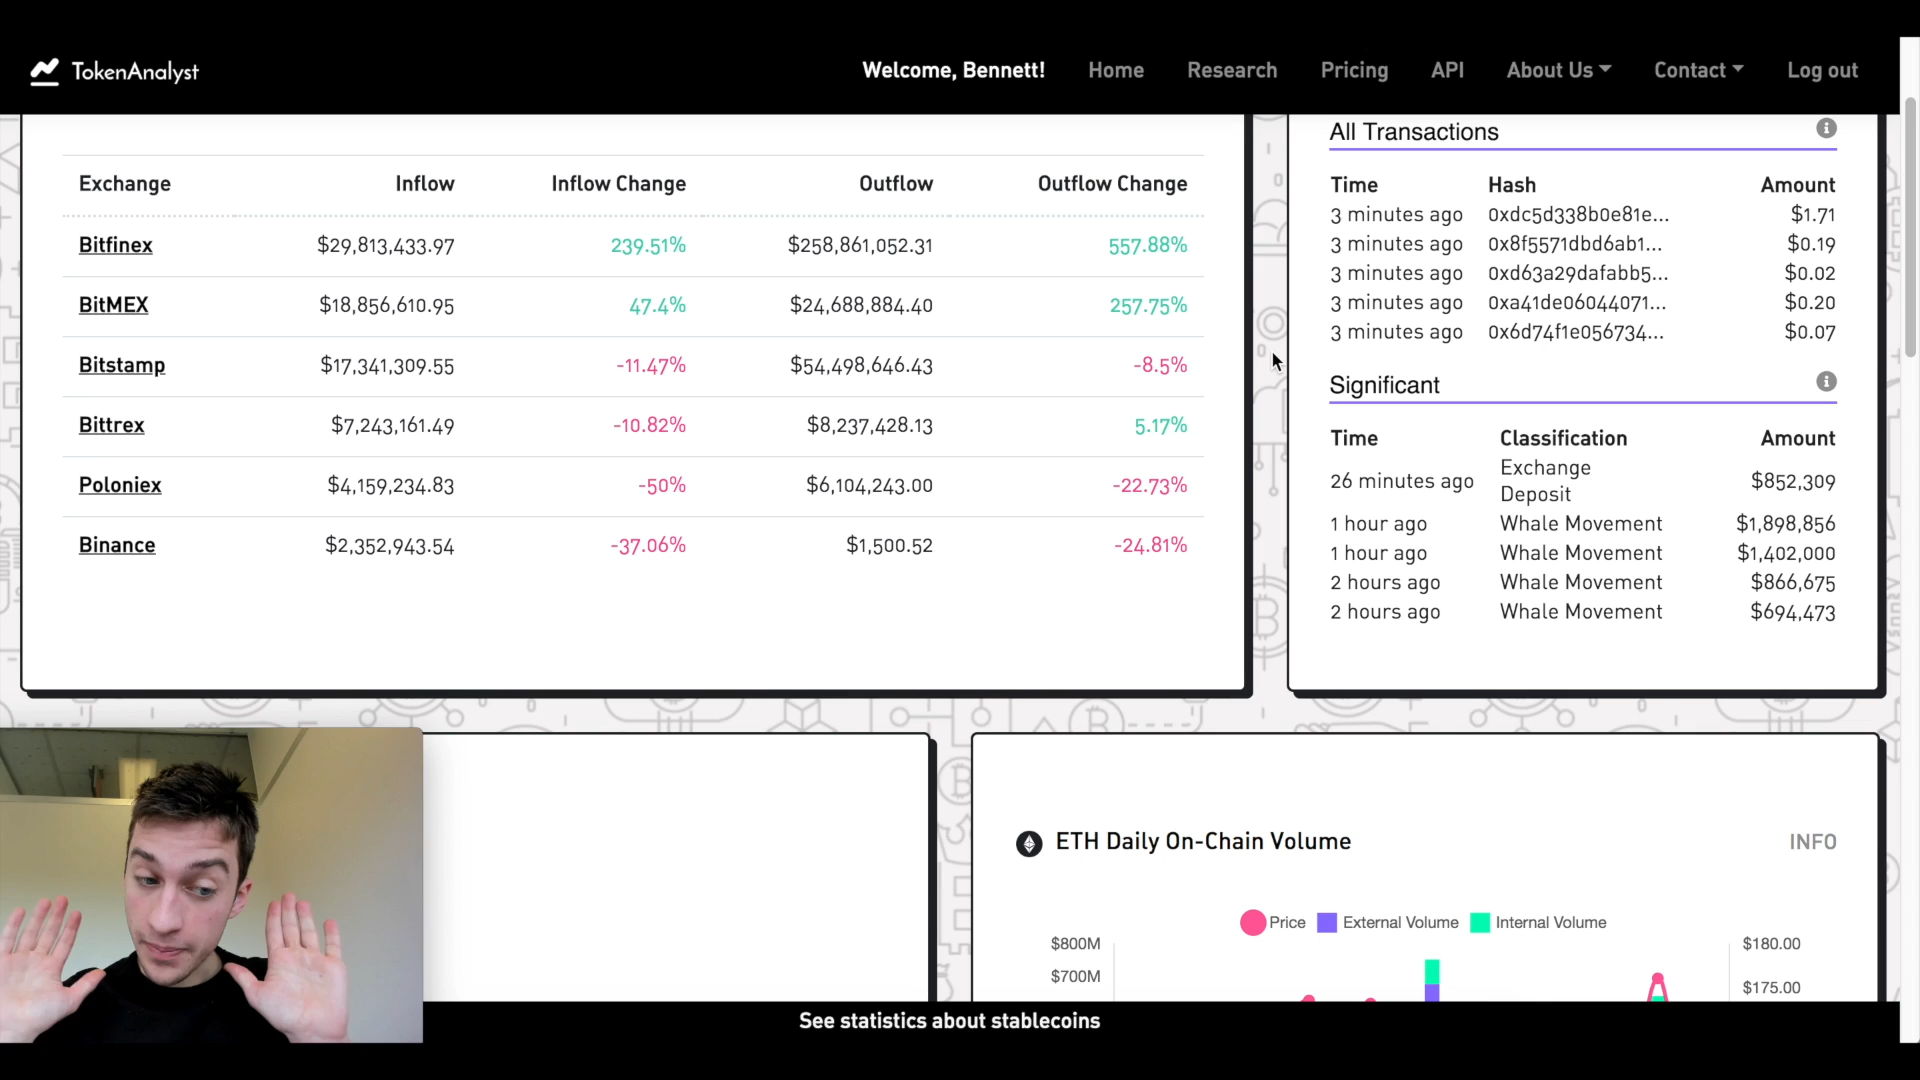 TokenAnalyst
Welcome, Bennett! Home Research Pricing API About Us Contact Log out
Exchange Inflow Inflow Change Outflow Outflow Change
Bitfinex $29,813,433.97 239.51% $258,861,052.31 557.88%
BitMEX $18,856,610.95 47.4% $24,688,884.40 257.75%
Bitstamp $17,341,309.55 -11.47% $54,498,646.43 -8.5%
Bittrex $7,243,161.49 -10.82% $8,237,428.13 5.17%
Poloniex $4,159,234.83 -50% $6,104,243.00 -22.73%
Binance $2,352,943.54 -37.06% $1,500.52 -24.81%
All Transactions
Time Hash Amount
3 minutes ago 0xdc5d338b0e81e... $1.71
3 minutes ago 0x8f5571dbd6ab1... $0.19
3 minutes ago 0xd63a29dafabb5... $0.02
3 minutes ago 0xa41de06044071... $0.20
3 minutes ago 0x6d74f1e056734... $0.07
Significant
Time Classification Amount
26 minutes ago Exchange Deposit $852,309
1 hour ago Whale Movement $1,898,856
1 hour ago Whale Movement $1,402,000
2 hours ago Whale Movement $866,675
2 hours ago Whale Movement $694,473
ETH Daily On-Chain Volume INFO
Price External Volume Internal Volume
$800M $180.00
$700M $175.00
See statistics about stablecoins